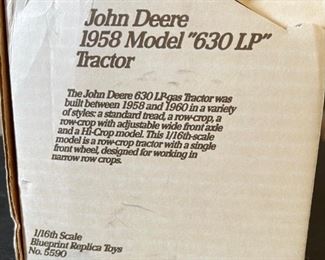 John Deere
1958 Model "630 LP"
Tractor
The John Deere 630 LP-gas Tractor was
built between 1958 and 1960 in a variety
of styles: a standard tread, a row-crop, a
row-crop with adjustable wide front axle
and a Hi-Crop model. This 1/16th-scale
model is a row-crop tractor with a single
front wheel, designed for working in
narrow row crops.
1/16th Scale
Blueprint Replica Toys
No. 5590